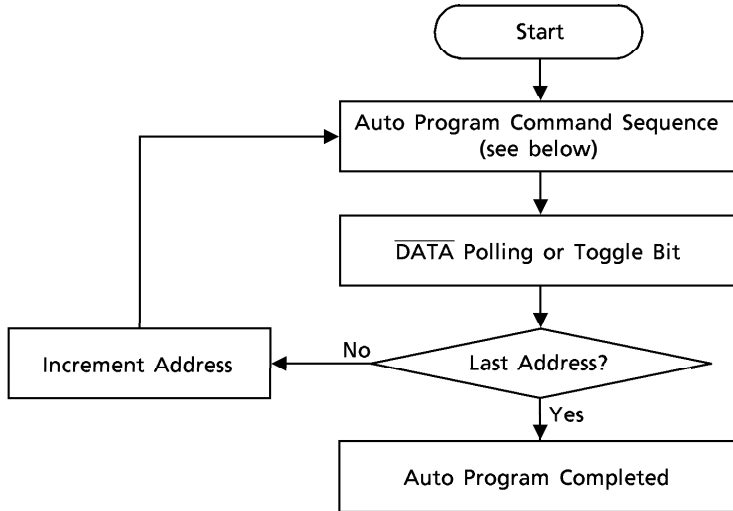 Start
Auto Program Command Sequence
(see below)
D̅A̅T̅A̅ Polling or Toggle Bit
Last Address?
No
Increment Address
Yes
Auto Program Completed